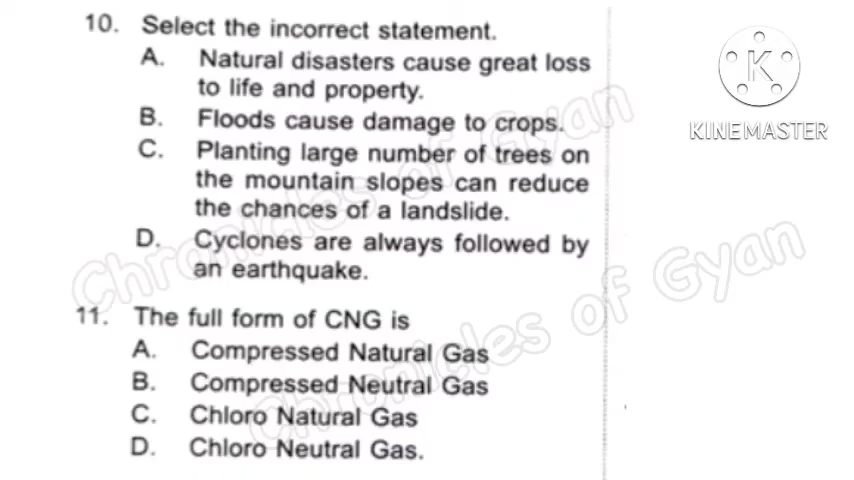 10. Select the incorrect statement.
A. Natural disasters cause great loss
to life and property.
B. Floods cause damage to crops.
C. Planting large number of trees on
the mountain slopes can reduce
the chances of a landslide.
D. Cyclones are always followed by
an earthquake.
11. The full form of CNG is
A. Compressed Natural Gas
B. Compressed Neutral Gas
C. Chloro Natural Gas
D. Chloro Neutral Gas.
K
KINEMASTER
Chronicles of Gyan
Chronicles of Gyan